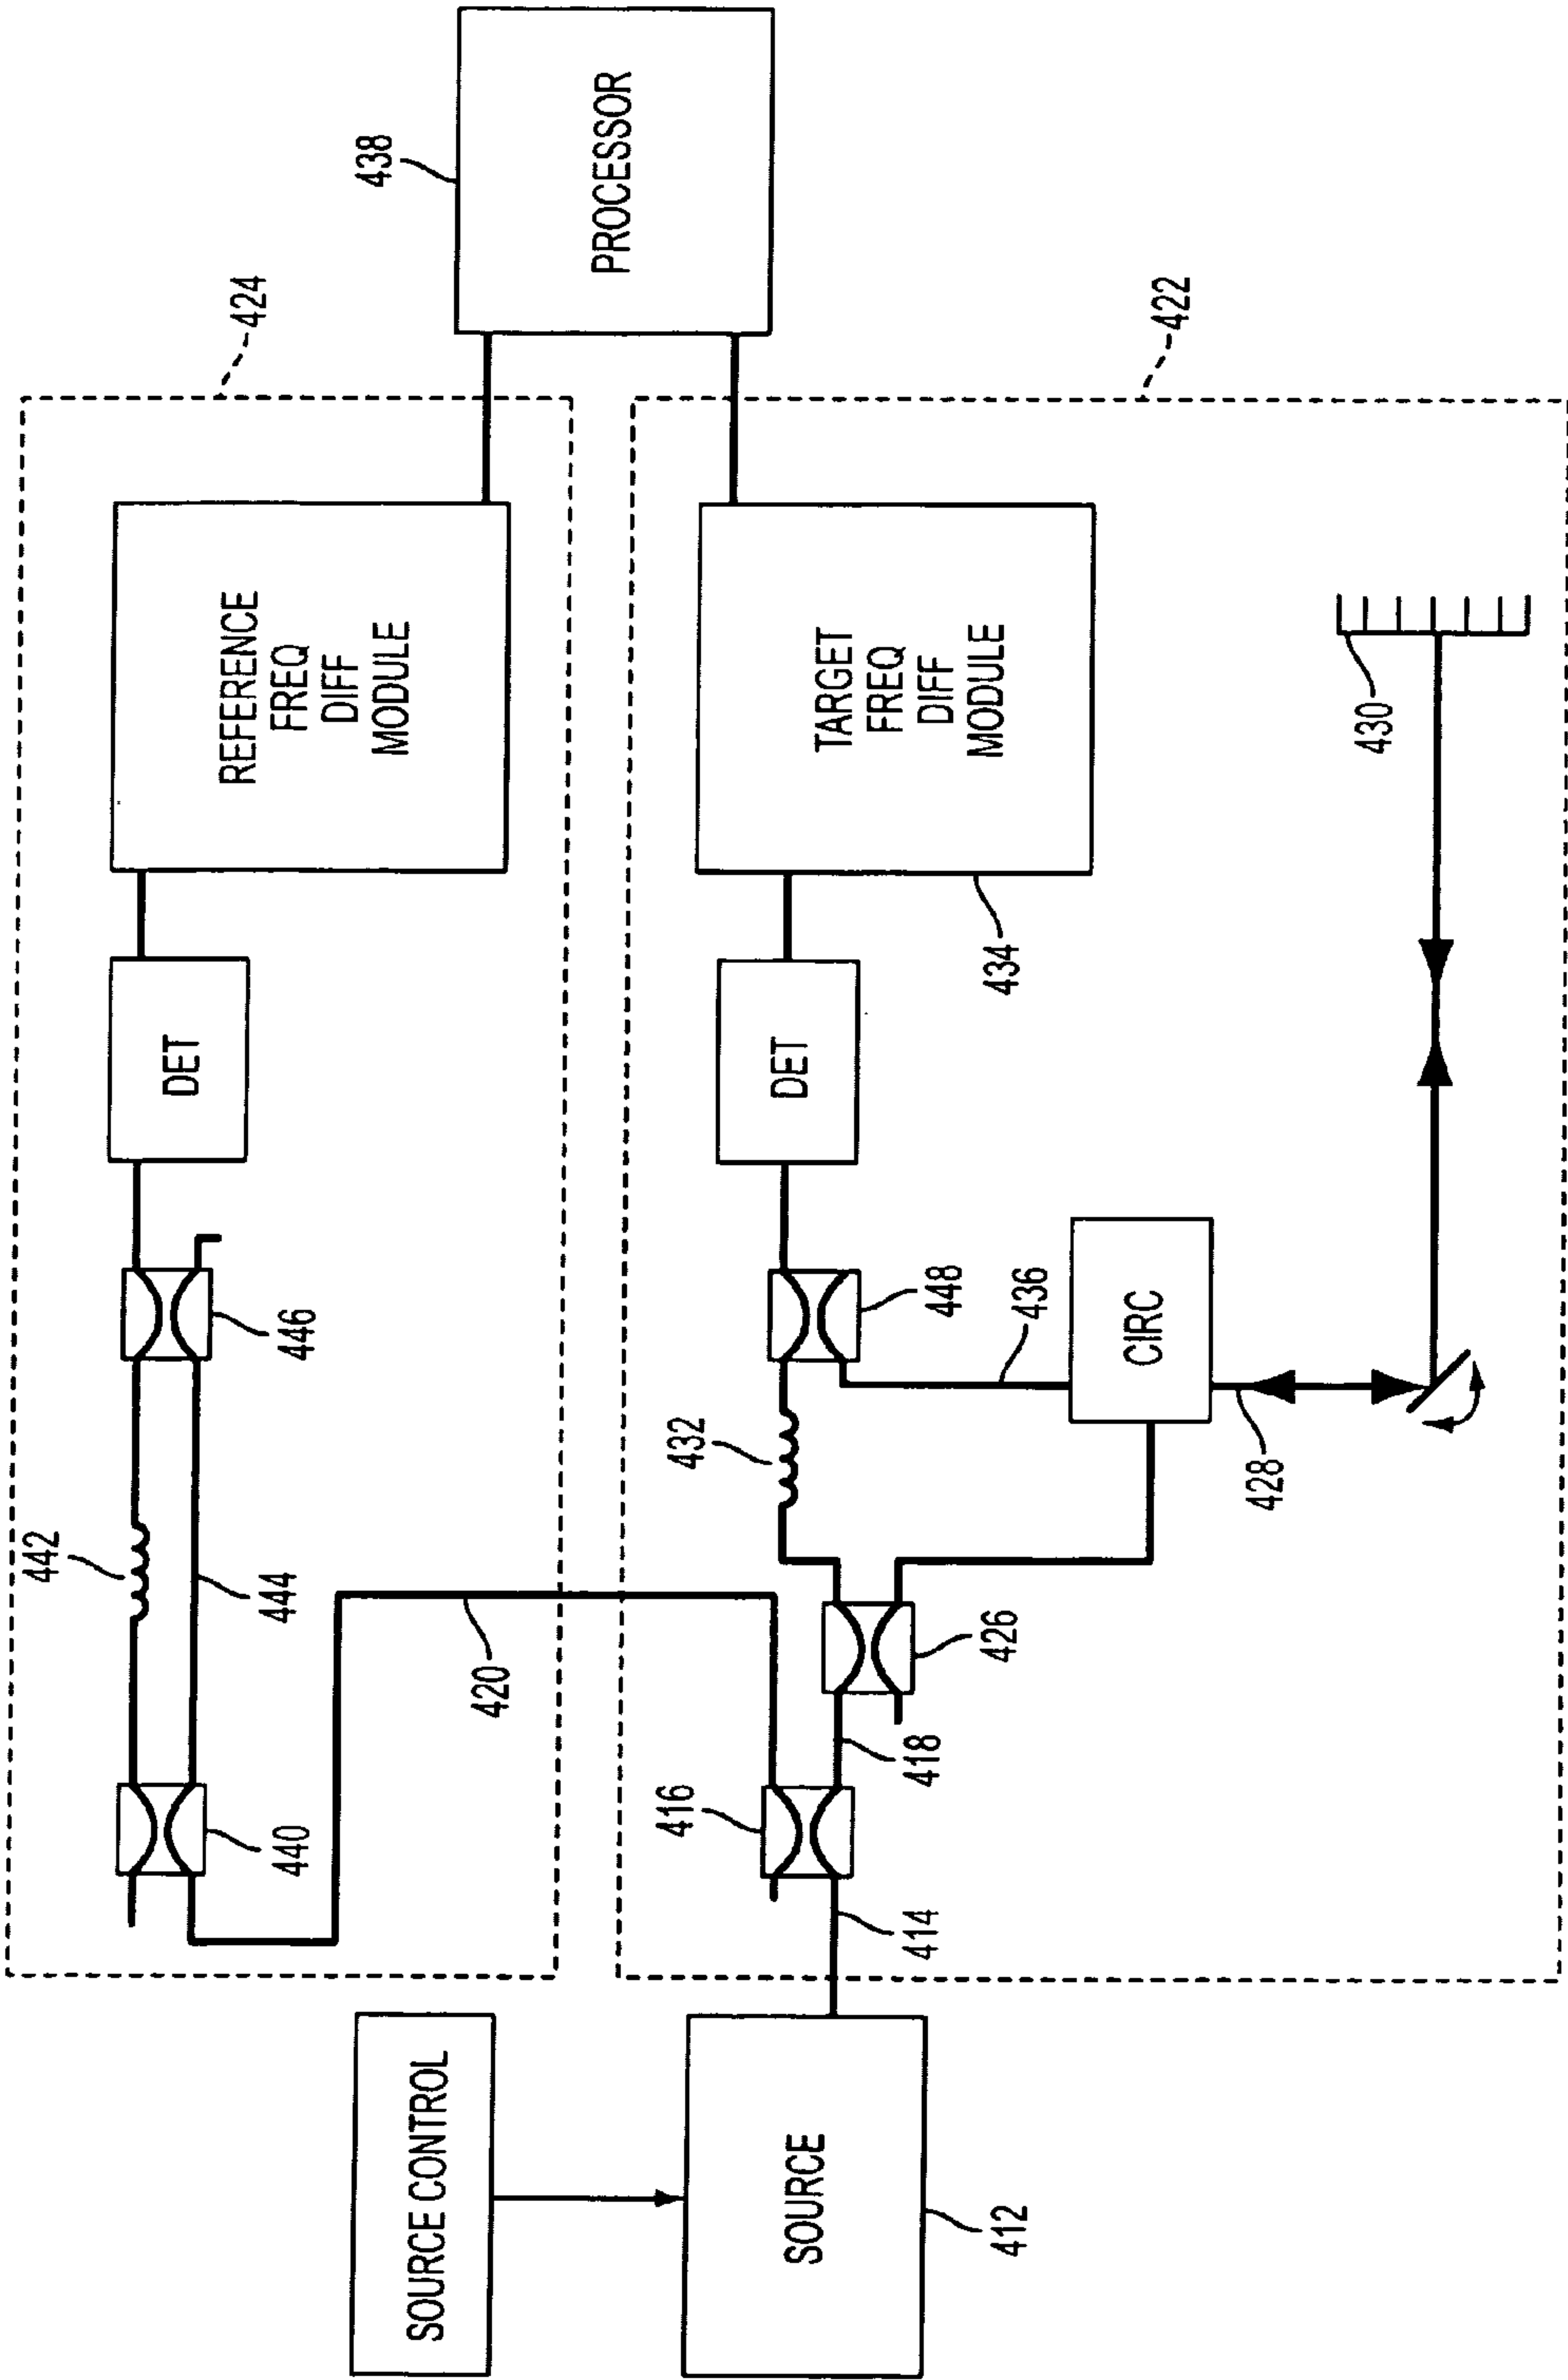 424
REFERENCE
FREQ
DIFF
MODULE
DET
442
444
446
440
420
438
PROCESSOR
422
TARGET
FREQ
DIFF
MODULE
434
DET
448
436
432
CIRC
430
428
426
418
416
414
SOURCE CONTROL
SOURCE
412